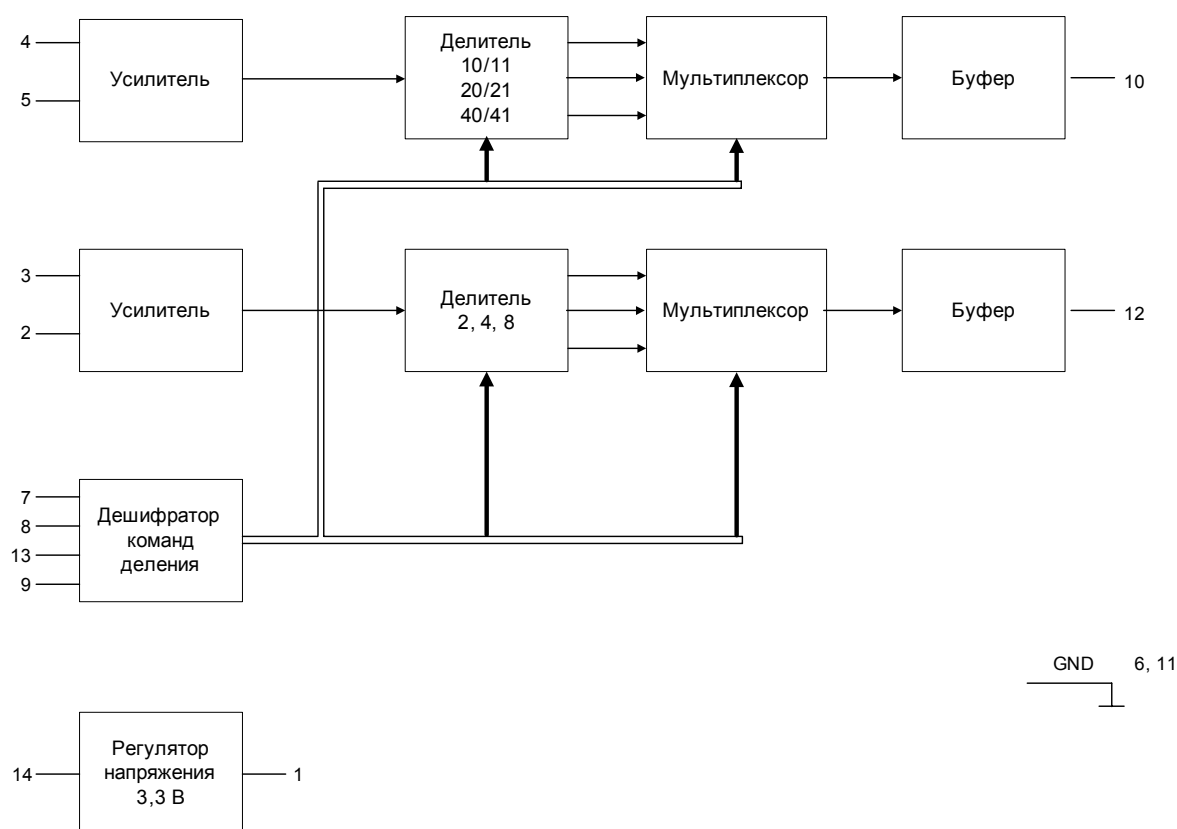 4
5
Усилитель
Делитель
10/11
20/21
40/41
Мультиплексор
Буфер
10
3
2
Усилитель
Делитель
2, 4, 8
Мультиплексор
Буфер
12
7
8
13
9
Дешифратор
команд
деления
GND 6, 11
14
Регулятор
напряжения
3,3 В
1